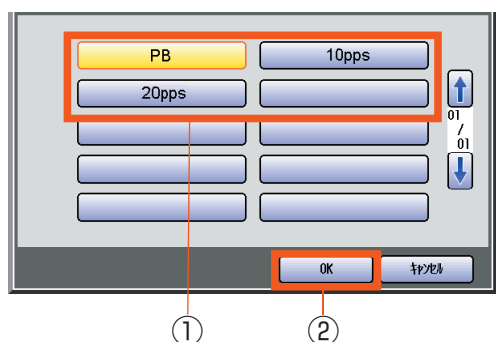 PB 10pps
20pps
01
/
01
OK ｷｬﾝｾﾙ
① ②